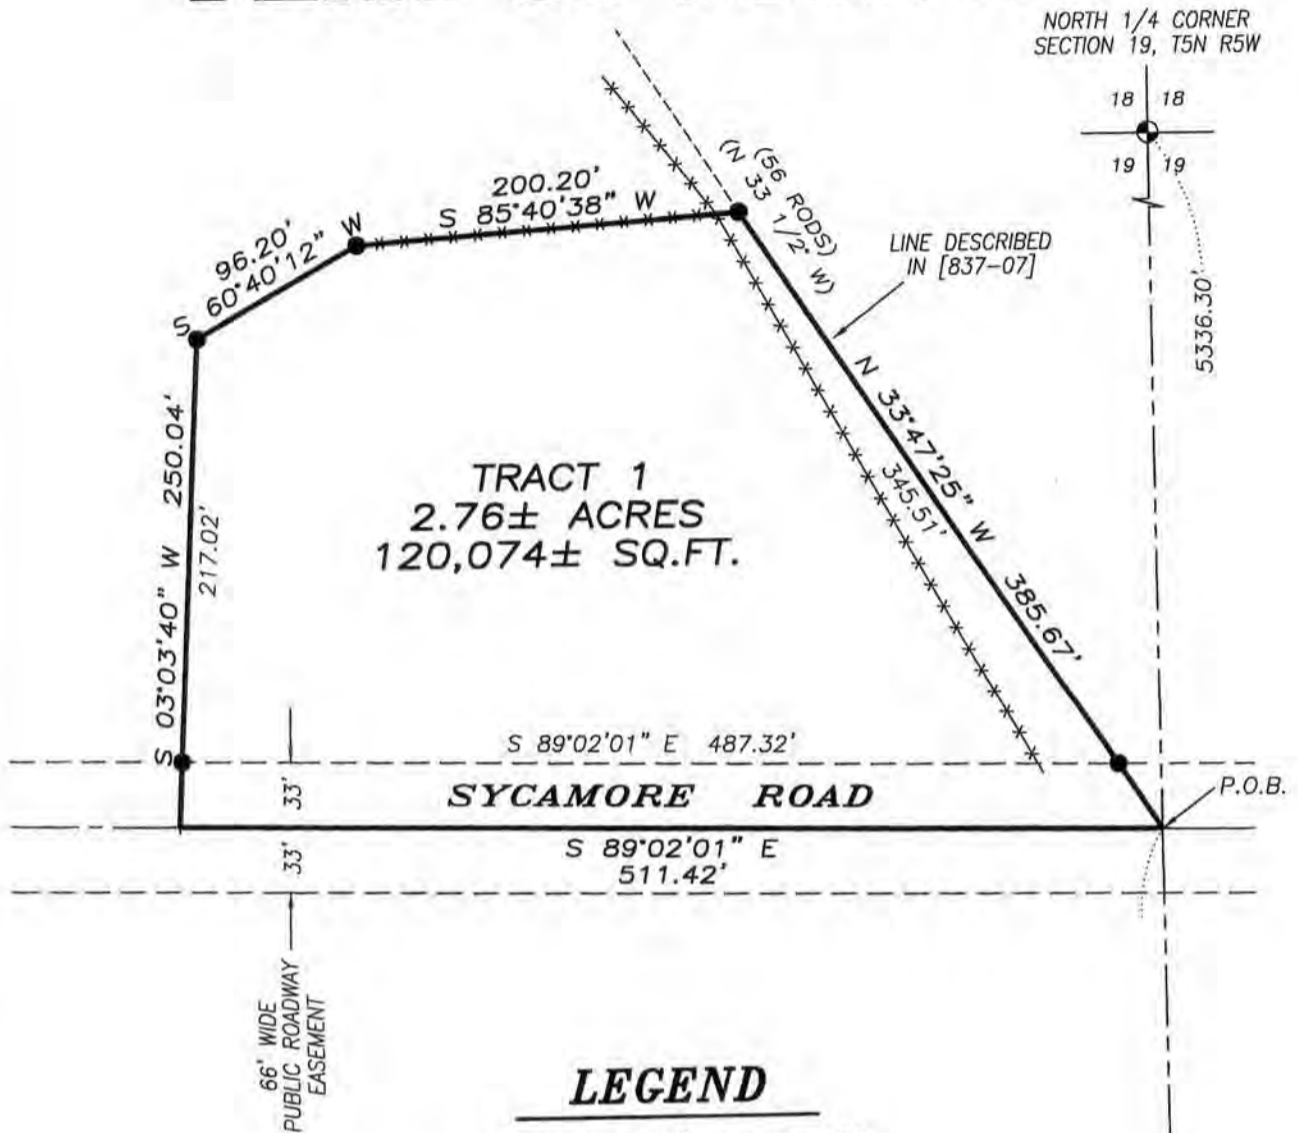 NORTH 1/4 CORNER
SECTION 19, T5N R5W
18 18
19 19
5336.30'
(56 RODS)
(N 33 1/2° W)
LINE DESCRIBED
IN [837-07]
200.20'
S 85°40'38" W
96.20'
S 60°40'12" W
S 03°03'40" W 250.04'
217.02'
N 33°47'25" W 385.67'
345.51'
TRACT 1
2.76± ACRES
120,074± SQ.FT.
S 89°02'01" E 487.32'
33'
SYCAMORE ROAD
P.O.B.
33'
S 89°02'01" E
511.42'
66' WIDE
PUBLIC ROADWAY
EASEMENT
LEGEND